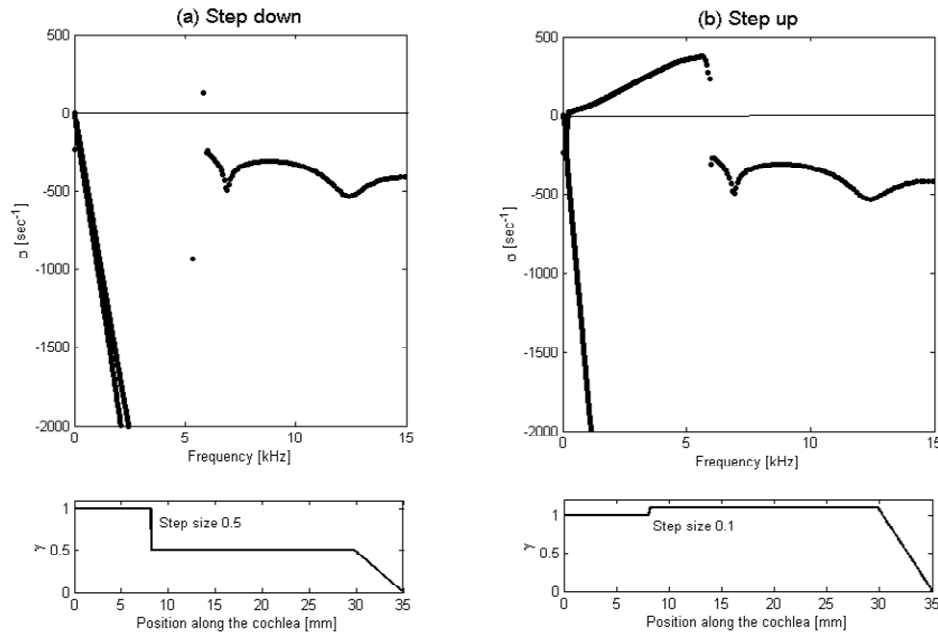 (a) Step down
500
0
-500
-1000
-1500
-2000
σ [sec-1]
0 5 10 15
Frequency [kHz]
1
0.5
0
γ
Step size 0.5
0 5 10 15 20 25 30 35
Position along the cochlea [mm]
(b) Step up
500
0
-500
-1000
-1500
-2000
σ [sec-1]
0 5 10 15
Frequency [kHz]
1
0.5
0
γ
Step size 0.1
0 5 10 15 20 25 30 35
Position along the cochlea [mm]